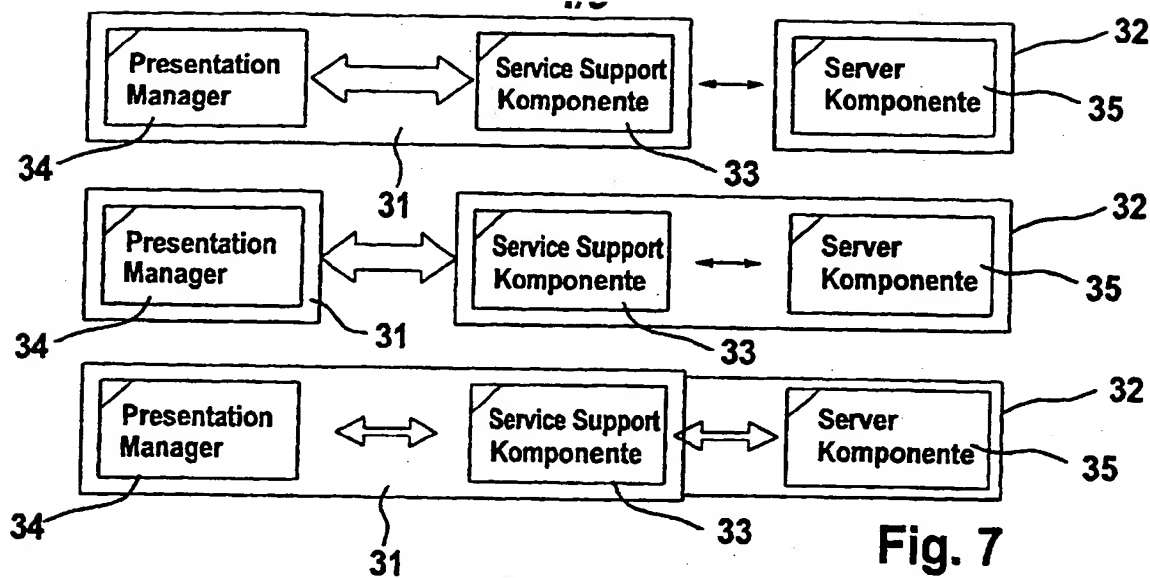 Presentation
Manager
Service Support
Komponente
Server
Komponente
32
35
34
31
33
Presentation
Manager
Service Support
Komponente
Server
Komponente
32
35
34
31
33
Presentation
Manager
Service Support
Komponente
Server
Komponente
32
35
34
31
33
Fig. 7